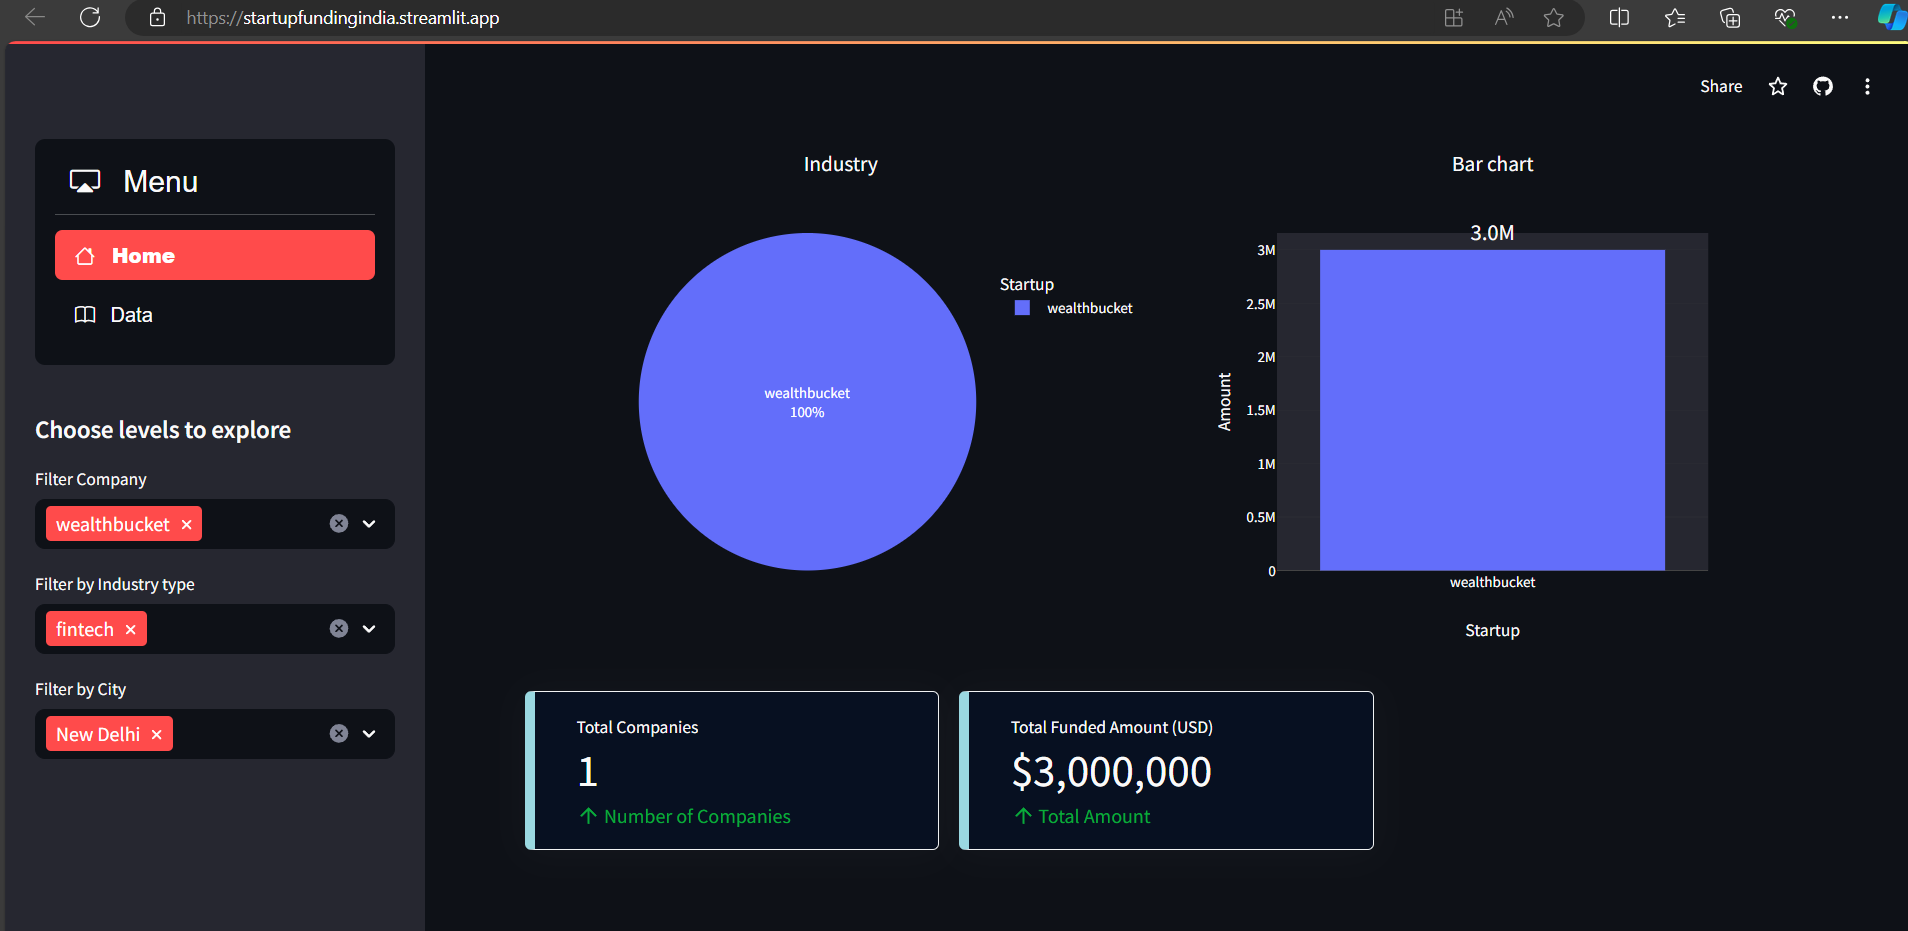 https://startupfundingindia.streamlit.app
Share
Menu
Home
Data
Choose levels to explore
Filter Company
wealthbucket
Filter by Industry type
fintech
Filter by City
New Delhi
Industry
wealthbucket
100%
Startup
wealthbucket
Bar chart
3.0M
3M
2.5M
2M
1.5M
1M
0.5M
0
Amount
wealthbucket
Startup
Total Companies
1
Number of Companies
Total Funded Amount (USD)
$3,000,000
Total Amount